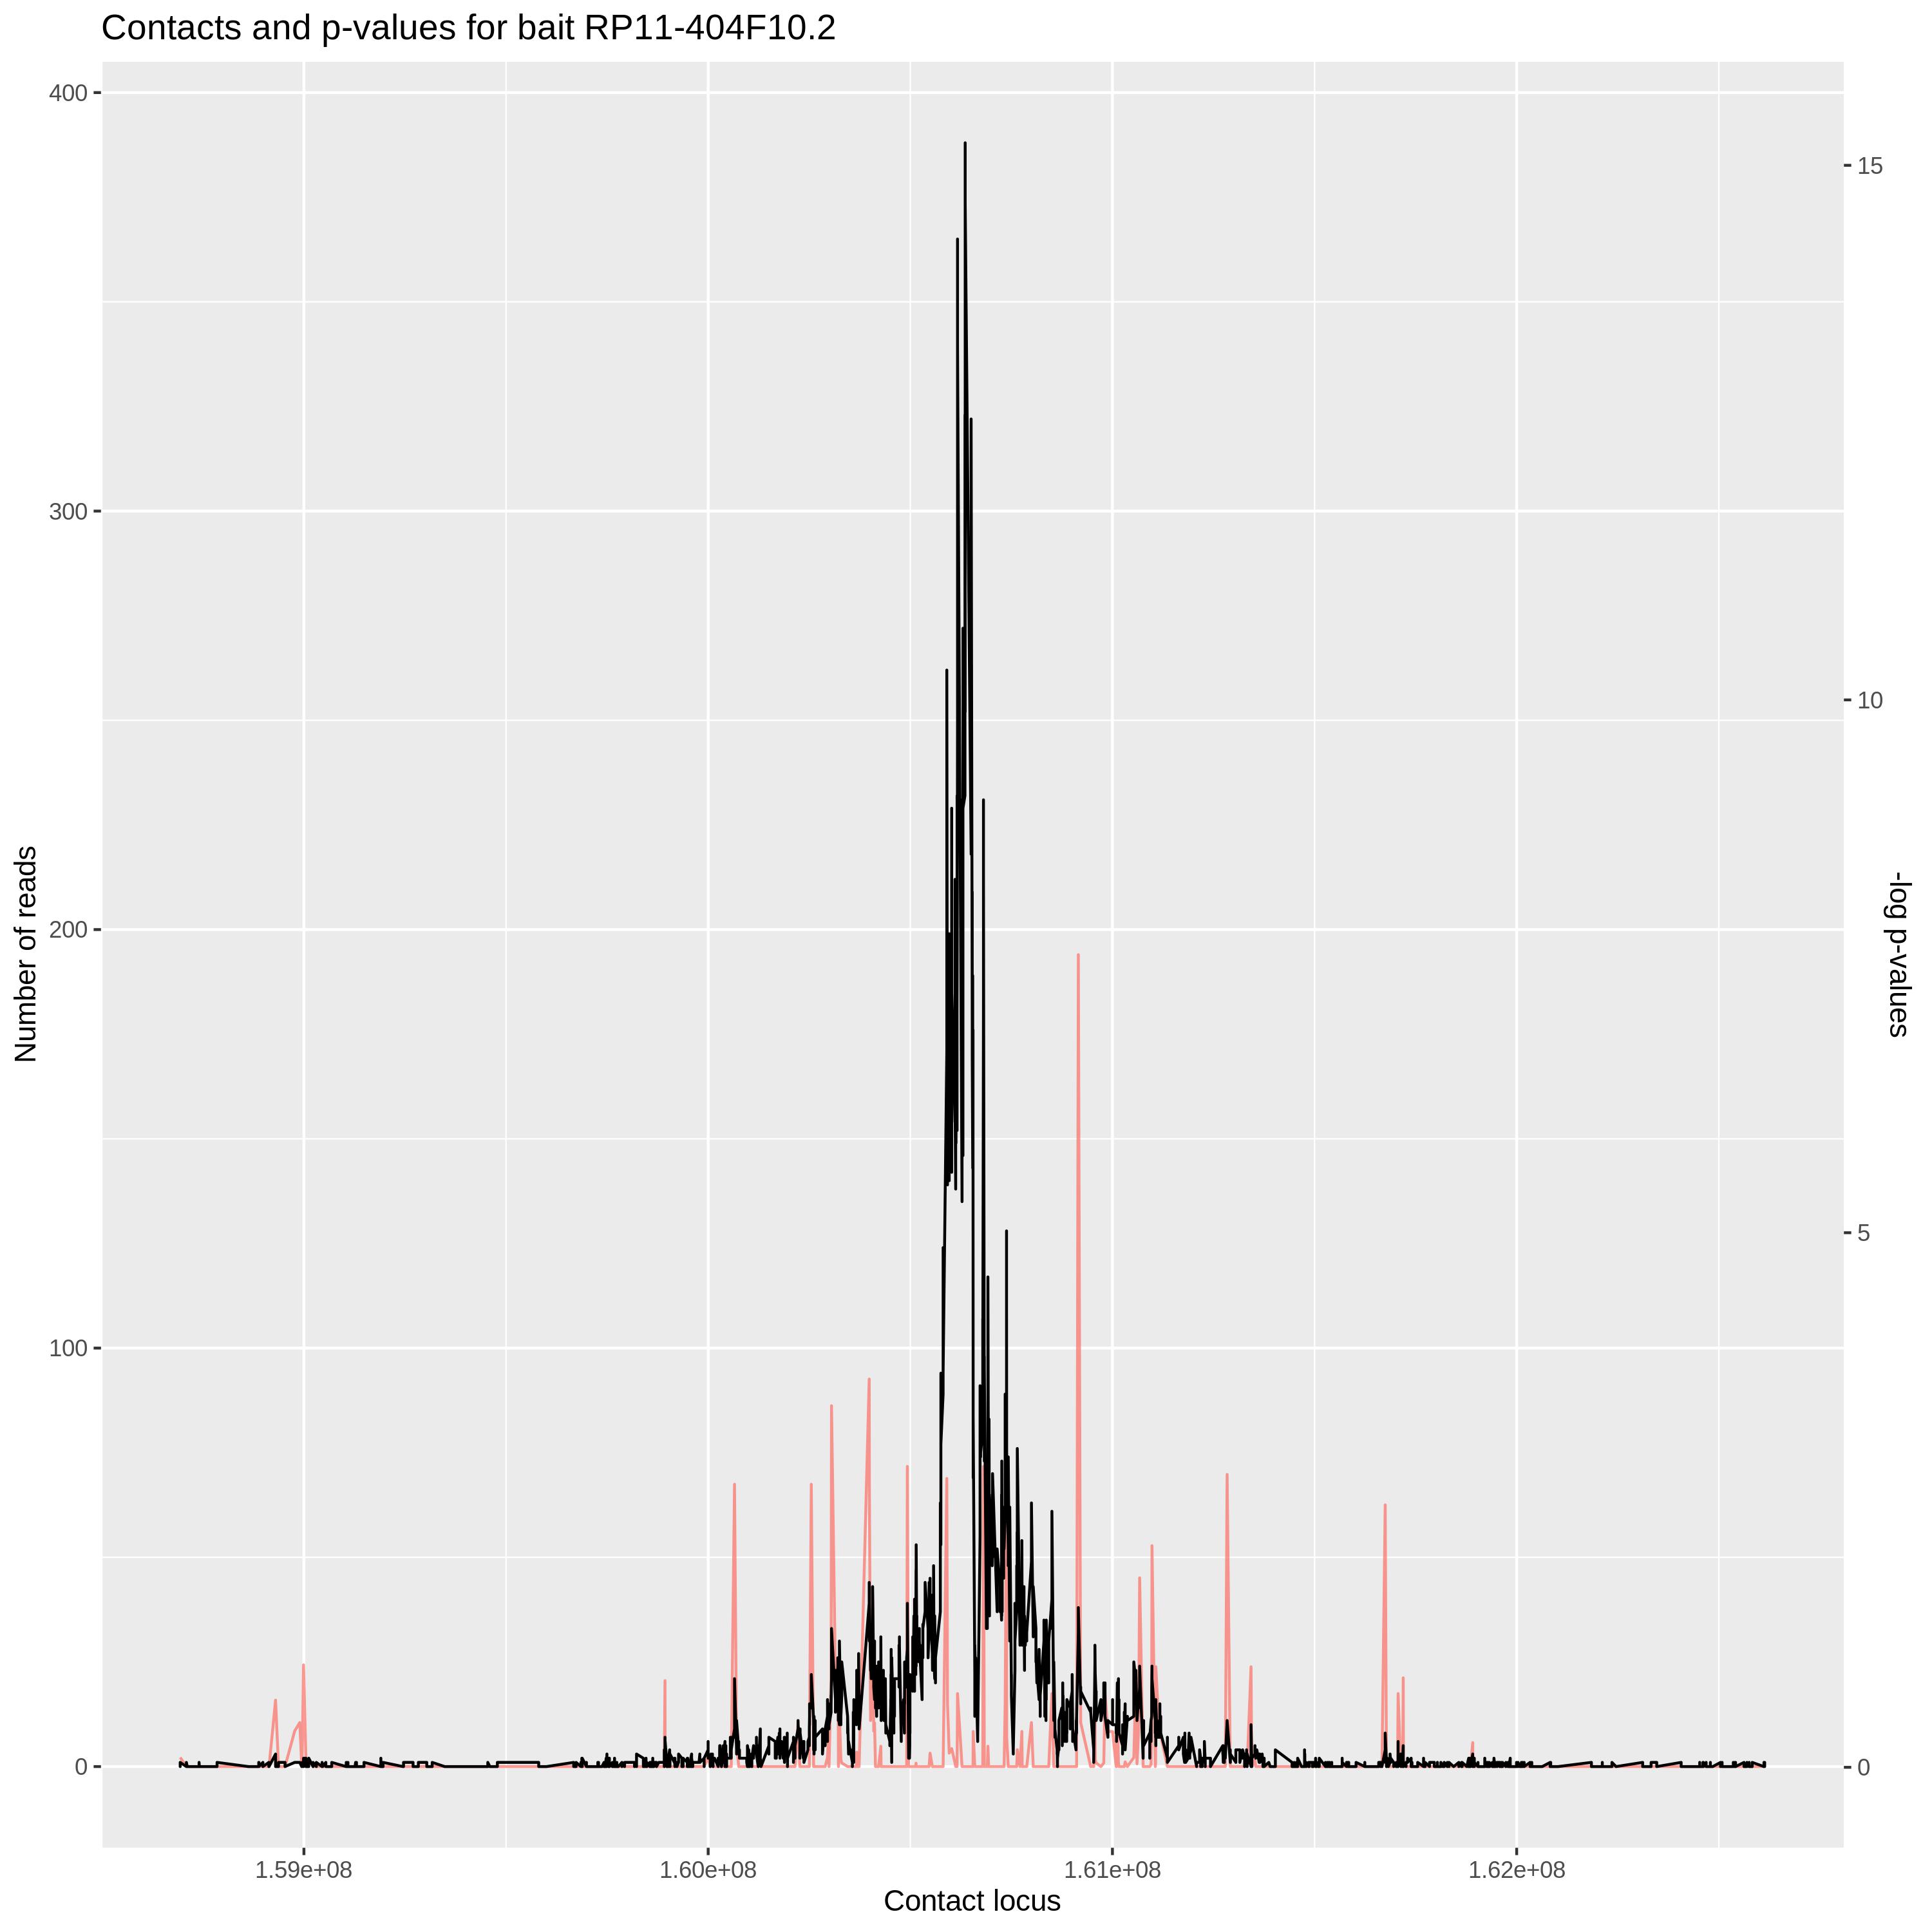 Contacts and p-values for bait RP11-404F10.2
400
300
200
100
0
Number of reads
15
10
5
0
-log p-values
1.59e+08
1.60e+08
1.61e+08
1.62e+08
Contact locus